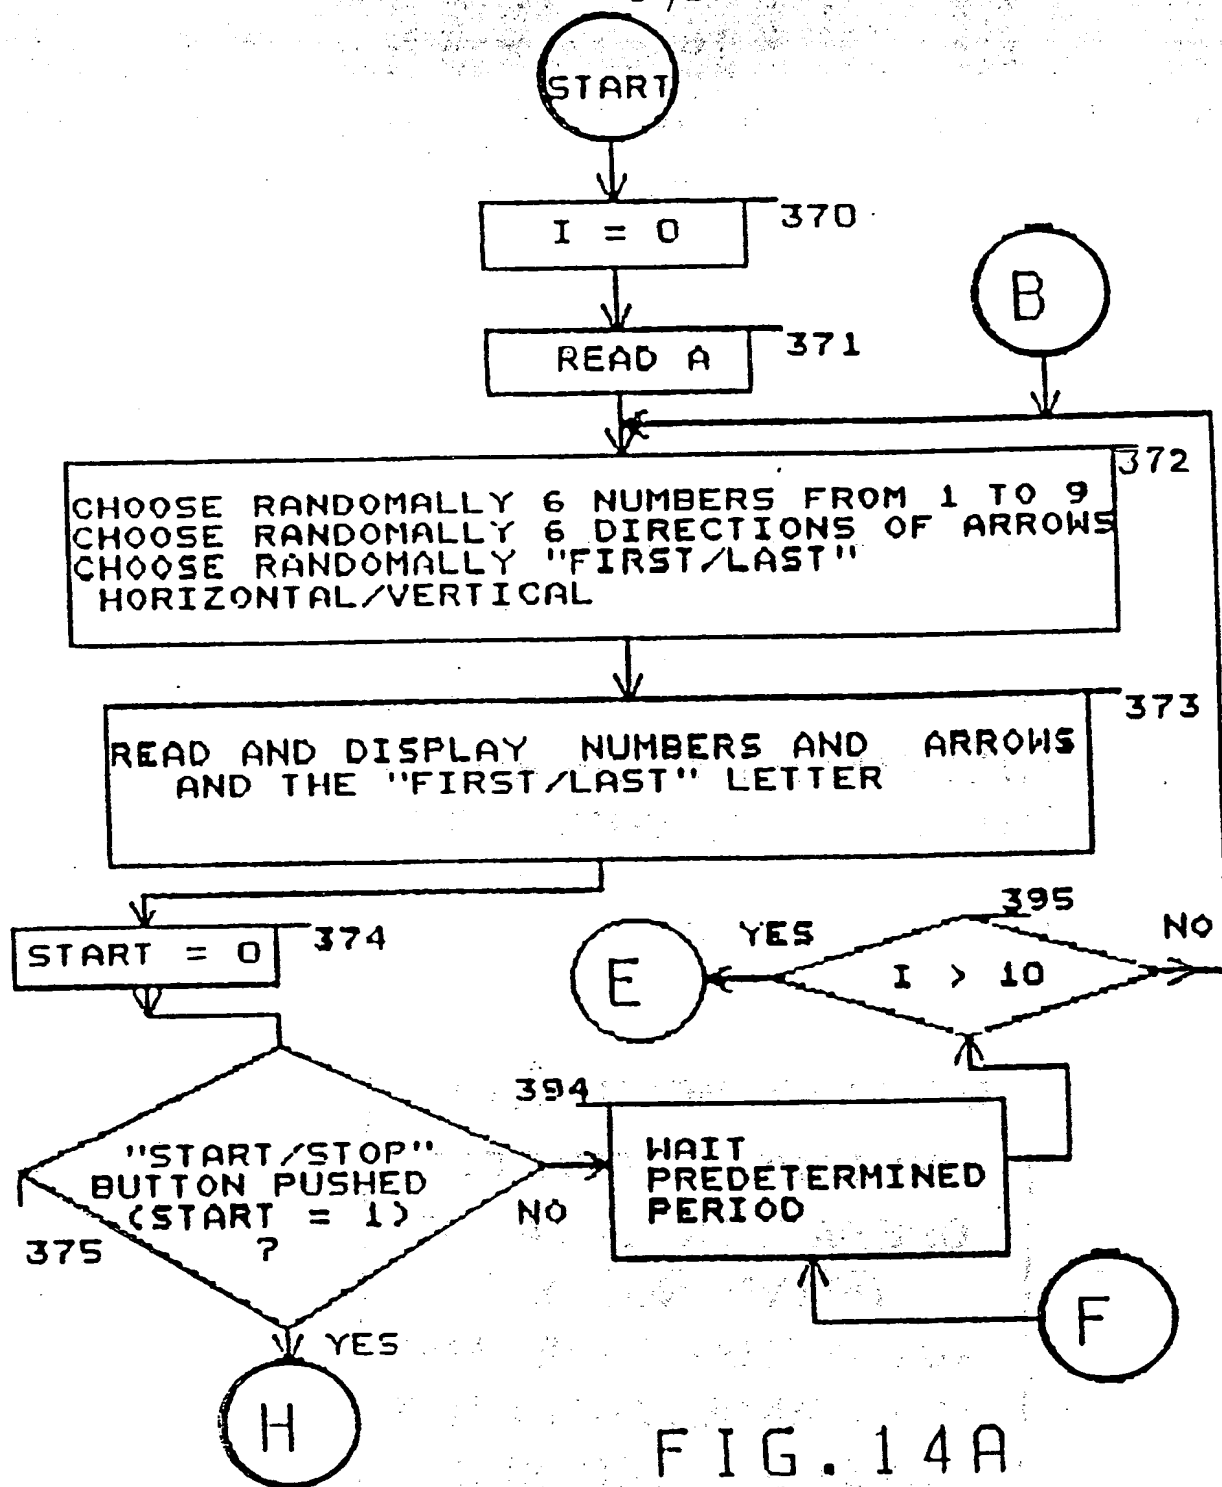 START
I = 0
370
B
READ A
371
372
CHOOSE RANDOMALLY 6 NUMBERS FROM 1 TO 9
CHOOSE RANDOMALLY 6 DIRECTIONS OF ARROWS
CHOOSE RANDOMALLY "FIRST/LAST"
HORIZONTAL/VERTICAL
373
READ AND DISPLAY NUMBERS AND ARROWS
AND THE "FIRST/LAST" LETTER
START = 0
374
E
YES
395
I > 10
NO
"START/STOP"
BUTTON PUSHED
(START = 1)
?
375
NO
394
WAIT
PREDETERMINED
PERIOD
F
YES
H
FIG. 14A